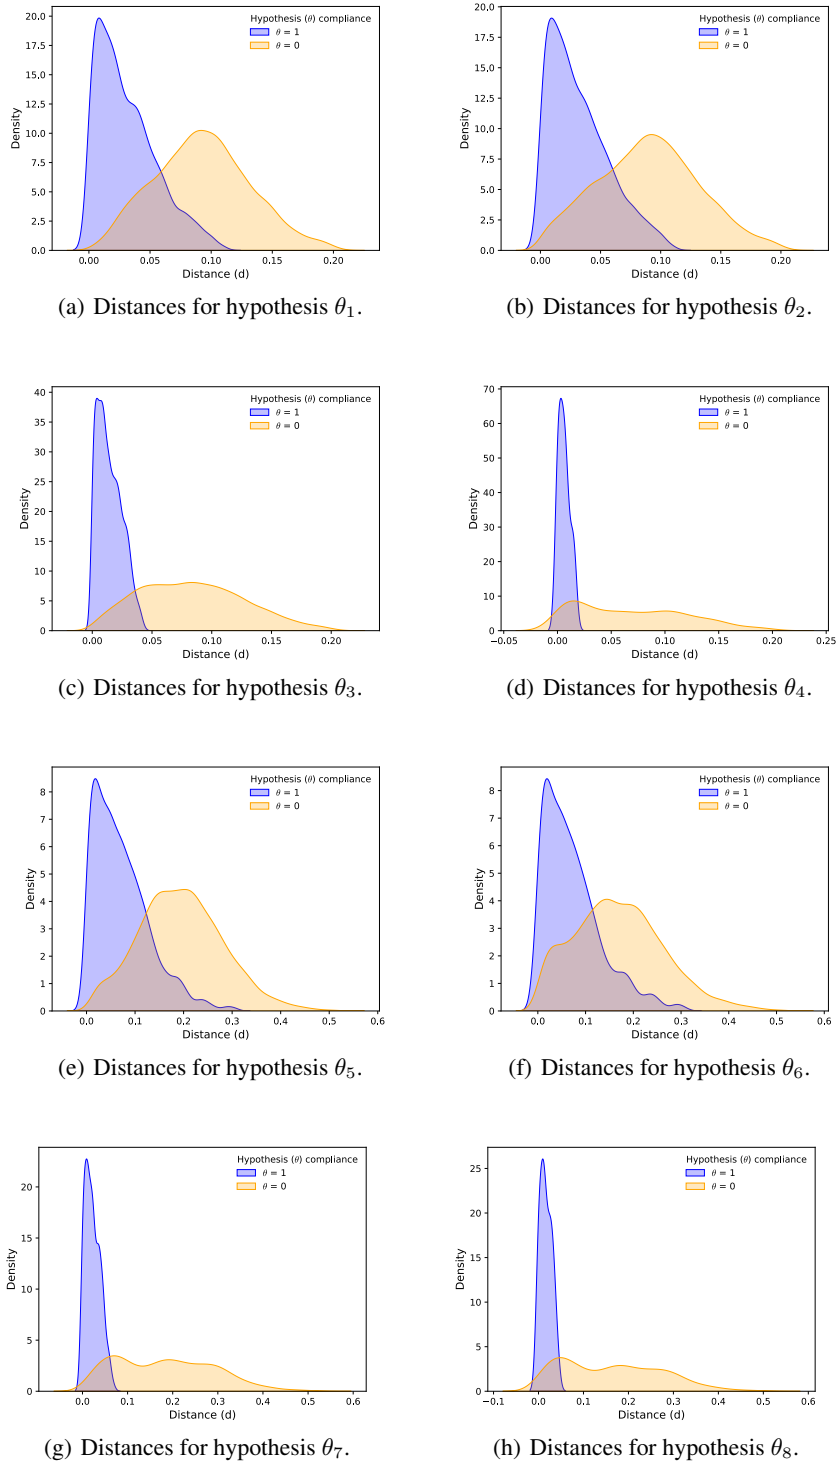 Hypothesis (θ) compliance
θ = 1
θ = 0
Density
20.0
17.5
15.0
12.5
10.0
7.5
5.0
2.5
0.0
0.00 0.05 0.10 0.15 0.20
Distance (d)
(a) Distances for hypothesis θ₁.
Hypothesis (θ) compliance
θ = 1
θ = 0
Density
20.0
17.5
15.0
12.5
10.0
7.5
5.0
2.5
0.0
0.00 0.05 0.10 0.15 0.20
Distance (d)
(b) Distances for hypothesis θ₂.
Hypothesis (θ) compliance
θ = 1
θ = 0
Density
40
35
30
25
20
15
10
5
0
0.00 0.05 0.10 0.15 0.20
Distance (d)
(c) Distances for hypothesis θ₃.
Hypothesis (θ) compliance
θ = 1
θ = 0
Density
70
60
50
40
30
20
10
0
−0.05 0.00 0.05 0.10 0.15 0.20 0.25
Distance (d)
(d) Distances for hypothesis θ₄.
Hypothesis (θ) compliance
θ = 1
θ = 0
Density
8
7
6
5
4
3
2
1
0
0.0 0.1 0.2 0.3 0.4 0.5 0.6
Distance (d)
(e) Distances for hypothesis θ₅.
Hypothesis (θ) compliance
θ = 1
θ = 0
Density
8
7
6
5
4
3
2
1
0
0.0 0.1 0.2 0.3 0.4 0.5 0.6
Distance (d)
(f) Distances for hypothesis θ₆.
Hypothesis (θ) compliance
θ = 1
θ = 0
Density
20
15
10
5
0
0.0 0.1 0.2 0.3 0.4 0.5 0.6
Distance (d)
(g) Distances for hypothesis θ₇.
Hypothesis (θ) compliance
θ = 1
θ = 0
Density
25
20
15
10
5
0
−0.1 0.0 0.1 0.2 0.3 0.4 0.5 0.6
Distance (d)
(h) Distances for hypothesis θ₈.